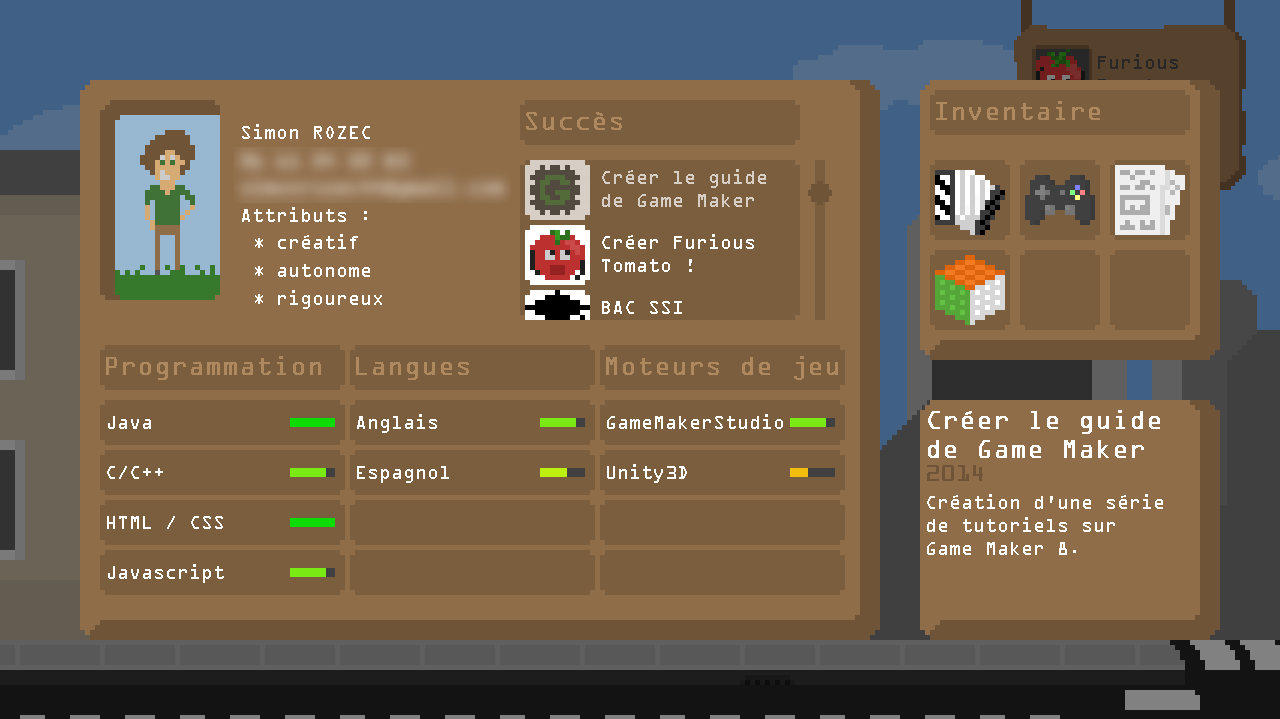 Furious
Simon ROZEC
Attributs :
* créatif
* autonome
* rigoureux
Succès
Créer le guide
de Game Maker
Créer Furious
Tomato !
BAC SSI
Inventaire
Programmation
Java
C/C++
HTML / CSS
Javascript
Langues
Anglais
Espagnol
Moteurs de jeu
GameMakerStudio
Unity3D
Créer le guide
de Game Maker
2014
Création d'une série
de tutoriels sur
Game Maker 8.